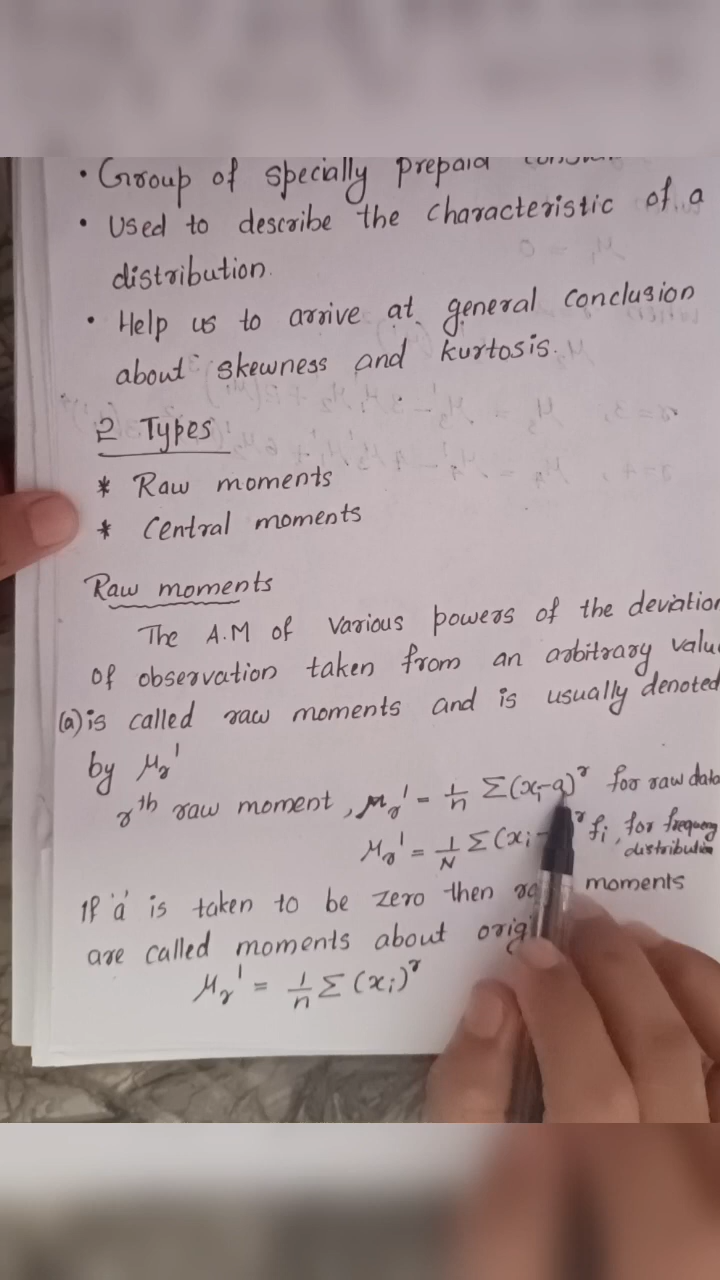 • Group of specially prepaid
• Used to describe the characteristic of a
distribution.
• Help us to arrive at general conclusion
about skewness and kurtosis.
2 Types:
* Raw moments
* Central moments
Raw moments
The A.M of various powers of the deviation
of observation taken from an arbitrary valu
(a) is called raw moments and is usually denoted
by μr'
rth raw moment, μr' = 1/n Σ(xi-a)^r for raw data
μr' = 1/N Σ(xi- ^r fi, for frequency
distribution
If 'a' is taken to be zero then moments
are called moments about orig
μr' = 1/n Σ(xi)^r